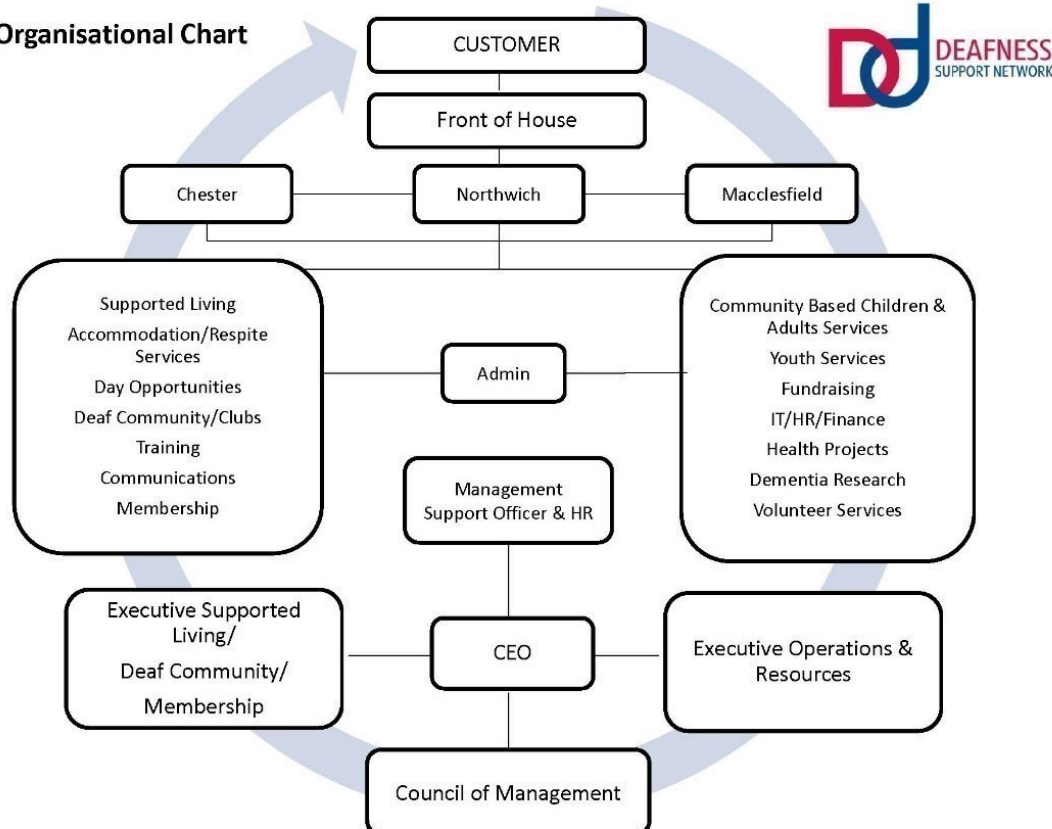 Organisational Chart
DEAFNESS
SUPPORT NETWORK
CUSTOMER
Front of House
Chester
Northwich
Macclesfield
Supported Living
Accommodation/Respite
Services
Day Opportunities
Deaf Community/Clubs
Training
Communications
Membership
Admin
Community Based Children &
Adults Services
Youth Services
Fundraising
IT/HR/Finance
Health Projects
Dementia Research
Volunteer Services
Management
Support Officer & HR
Executive Supported
Living/
Deaf Community/
Membership
CEO
Executive Operations &
Resources
Council of Management